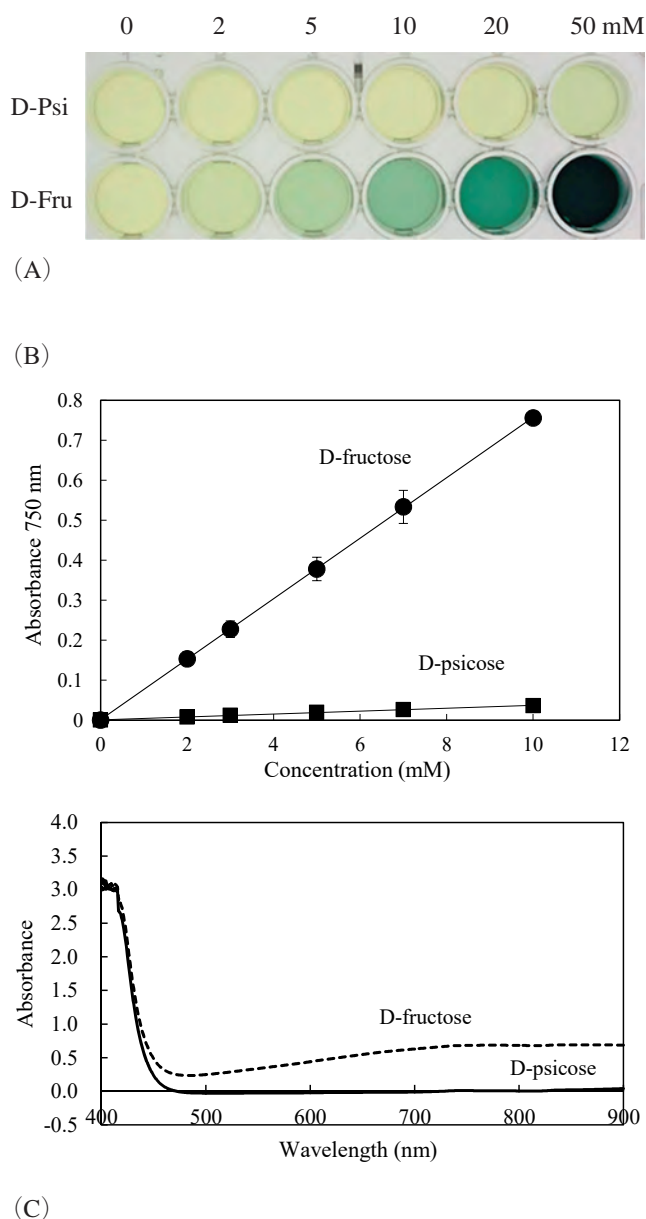 0 2 5 10 20 50 mM
D-Psi
D-Fru
(A)
(B)
0.8
0.7
0.6
0.5
0.4
0.3
0.2
0.1
0
Absorbance 750 nm
D-fructose
D-psicose
0 2 4 6 8 10 12
Concentration (mM)
4.0
3.5
3.0
2.5
2.0
1.5
1.0
0.5
0.0
-0.5
Absorbance
D-fructose
D-psicose
400 500 600 700 800 900
Wavelength (nm)
(C)